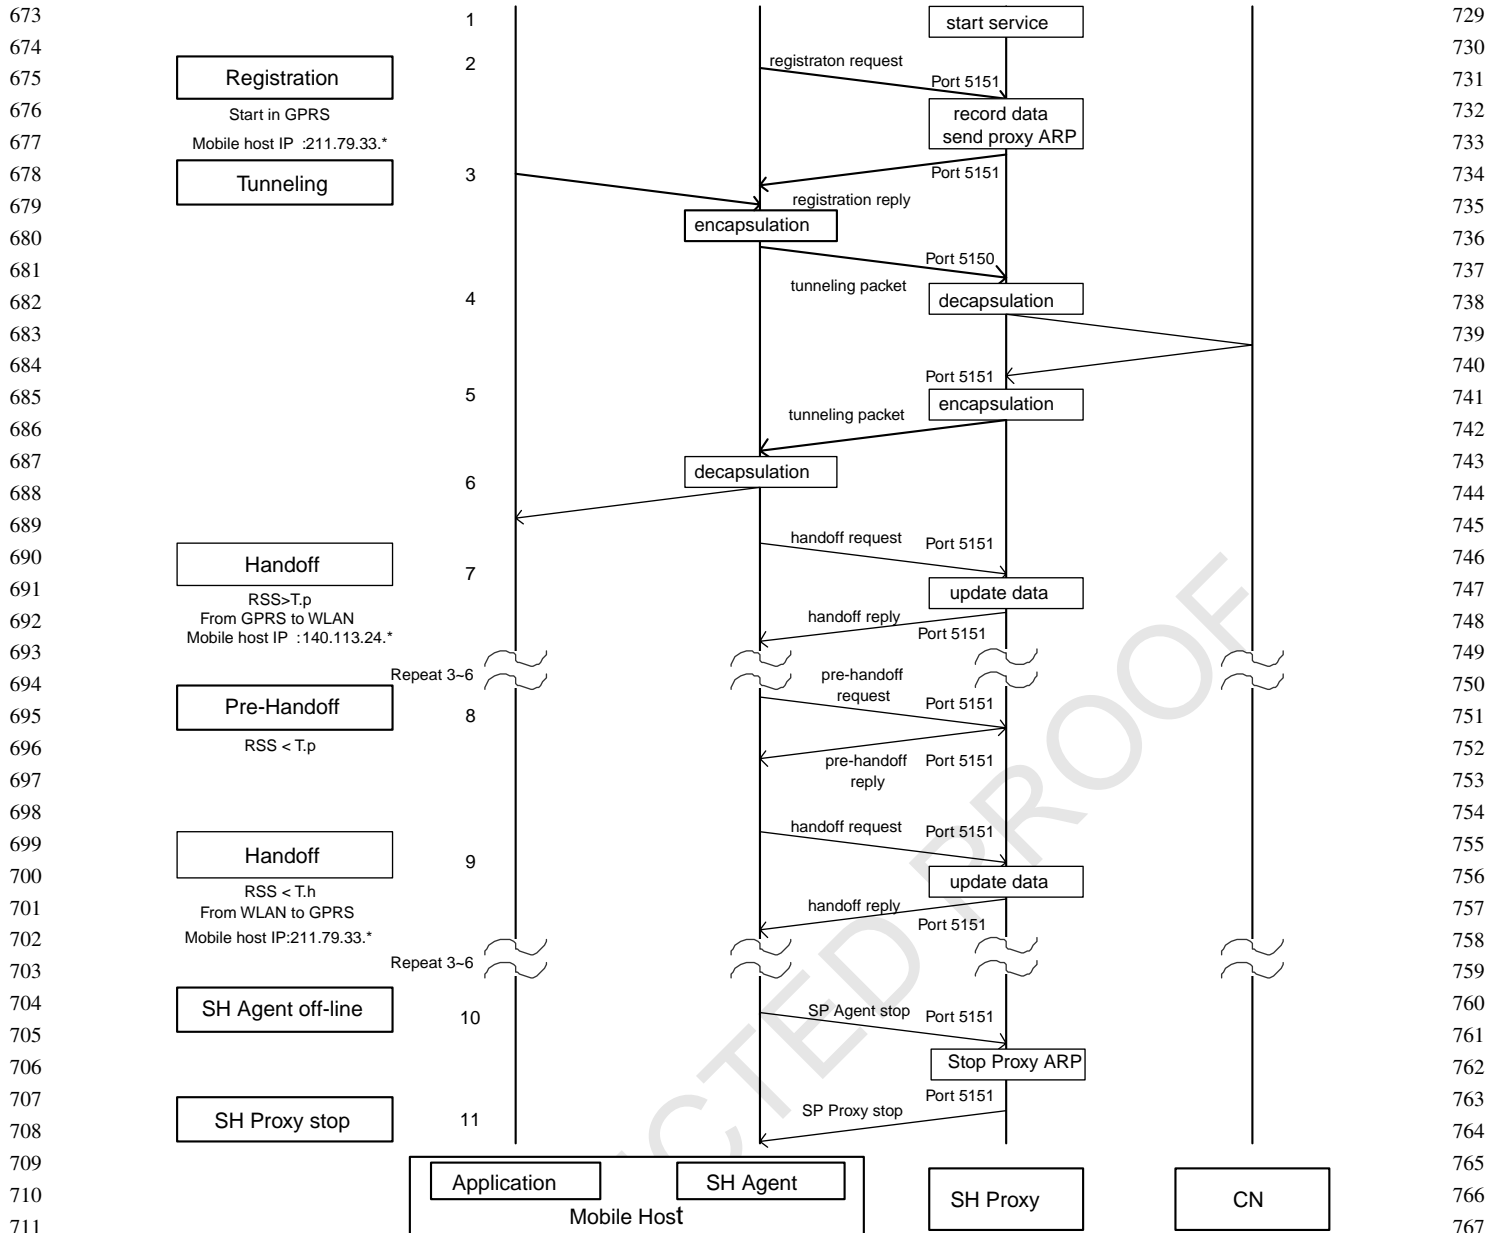 673
1
start service
729
674
730
Registration
2
registraton request
675
Port 5151
731
676
Start in GPRS
record data
732
677
Mobile host IP :211.79.33.*
send proxy ARP
733
678
Tunneling
3
Port 5151
734
679
registration reply
735
encapsulation
680
736
681
Port 5150
737
tunneling packet
682
4
decapsulation
738
683
739
684
740
Port 5151
685
5
encapsulation
741
686
tunneling packet
742
687
743
decapsulation
688
6
744
689
745
690
Handoff
handoff request
Port 5151
746
7
691
RSS>T.p
update data
747
692
From GPRS to WLAN
handoff reply
748
Mobile host IP :140.113.24.*
Port 5151
693
749
694
Repeat 3~6
pre-handoff
request
750
695
Pre-Handoff
8
Port 5151
751
696
RSS < T.p
752
pre-handoff
reply
Port 5151
697
753
698
754
699
handoff request
Port 5151
755
Handoff
9
700
update data
756
RSS < T.h
701
From WLAN to GPRS
handoff reply
757
702
Mobile host IP:211.79.33.*
Port 5151
758
703
Repeat 3~6
759
704
SH Agent off-line
10
SP Agent stop
Port 5151
760
705
761
706
Stop Proxy ARP
762
707
Port 5151
763
SH Proxy stop
11
SP Proxy stop
708
764
709
765
Application
SH Agent
710
SH Proxy
CN
766
Mobile Host
711
767
CTED PROOF